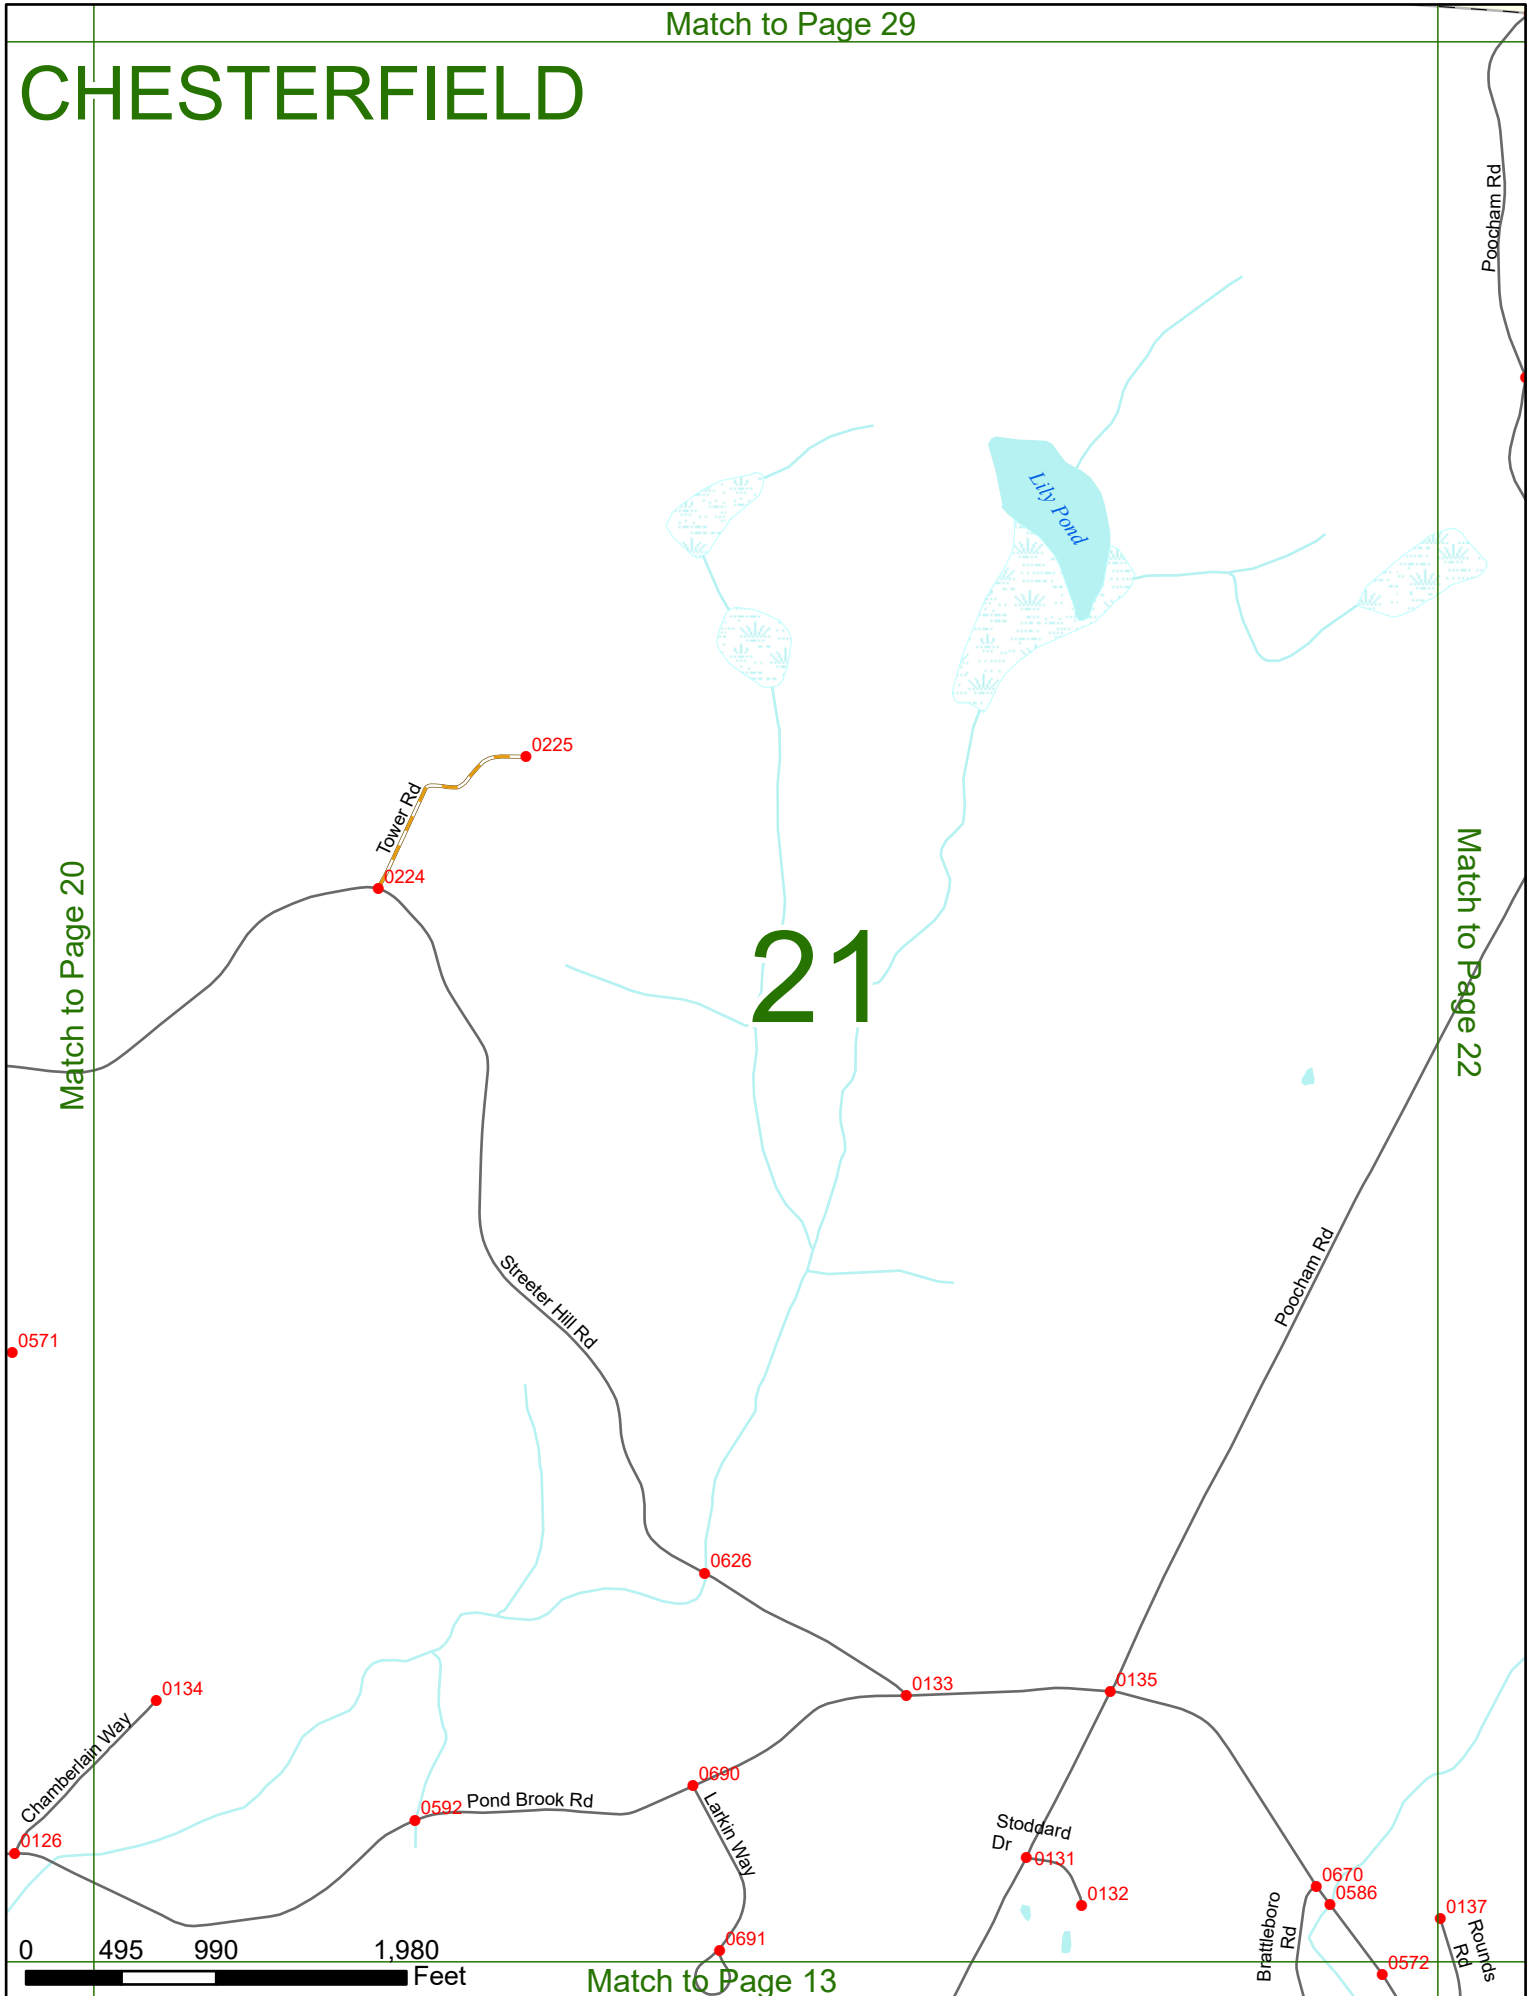 Match to Page 29
CHESTERFIELD
Poocham Rd
Lily Pond
0225
Tower Rd
0224
Match to Page 20
21
Match to Page 22
Poocham Rd
Streeter Hill Rd
0571
0626
0134
0133
0135
Chamberlain Way
0690
0592
Pond Brook Rd
Larkin Way
Stoddard
Dr
0126
0131
0670
0132
0586
0137
Brattleboro
Rd
Rounds
Rd
0691
0572
0 495 990 1,980
Feet
Match to Page 13